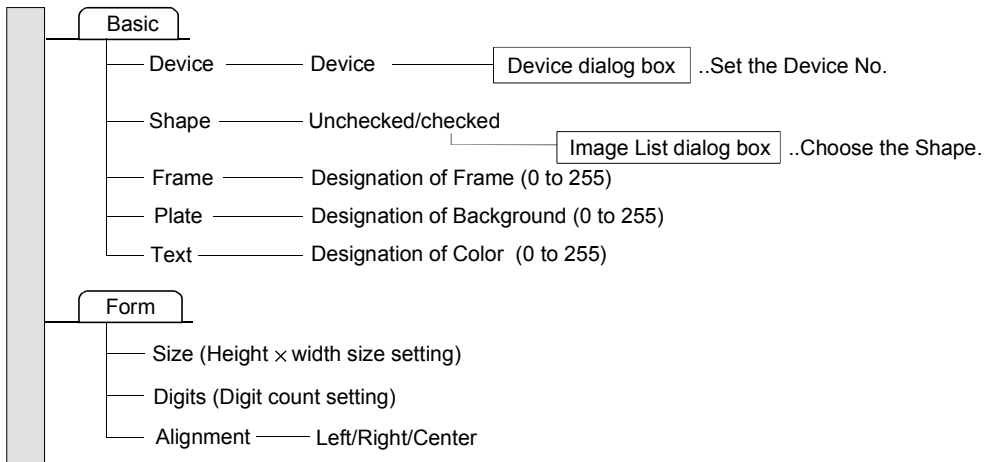 Basic
Device Device Device dialog box ..Set the Device No.
Shape Unchecked/checked
Image List dialog box ..Choose the Shape.
Frame Designation of Frame (0 to 255)
Plate Designation of Background (0 to 255)
Text Designation of Color (0 to 255)
Form
Size (Height × width size setting)
Digits (Digit count setting)
Alignment Left/Right/Center